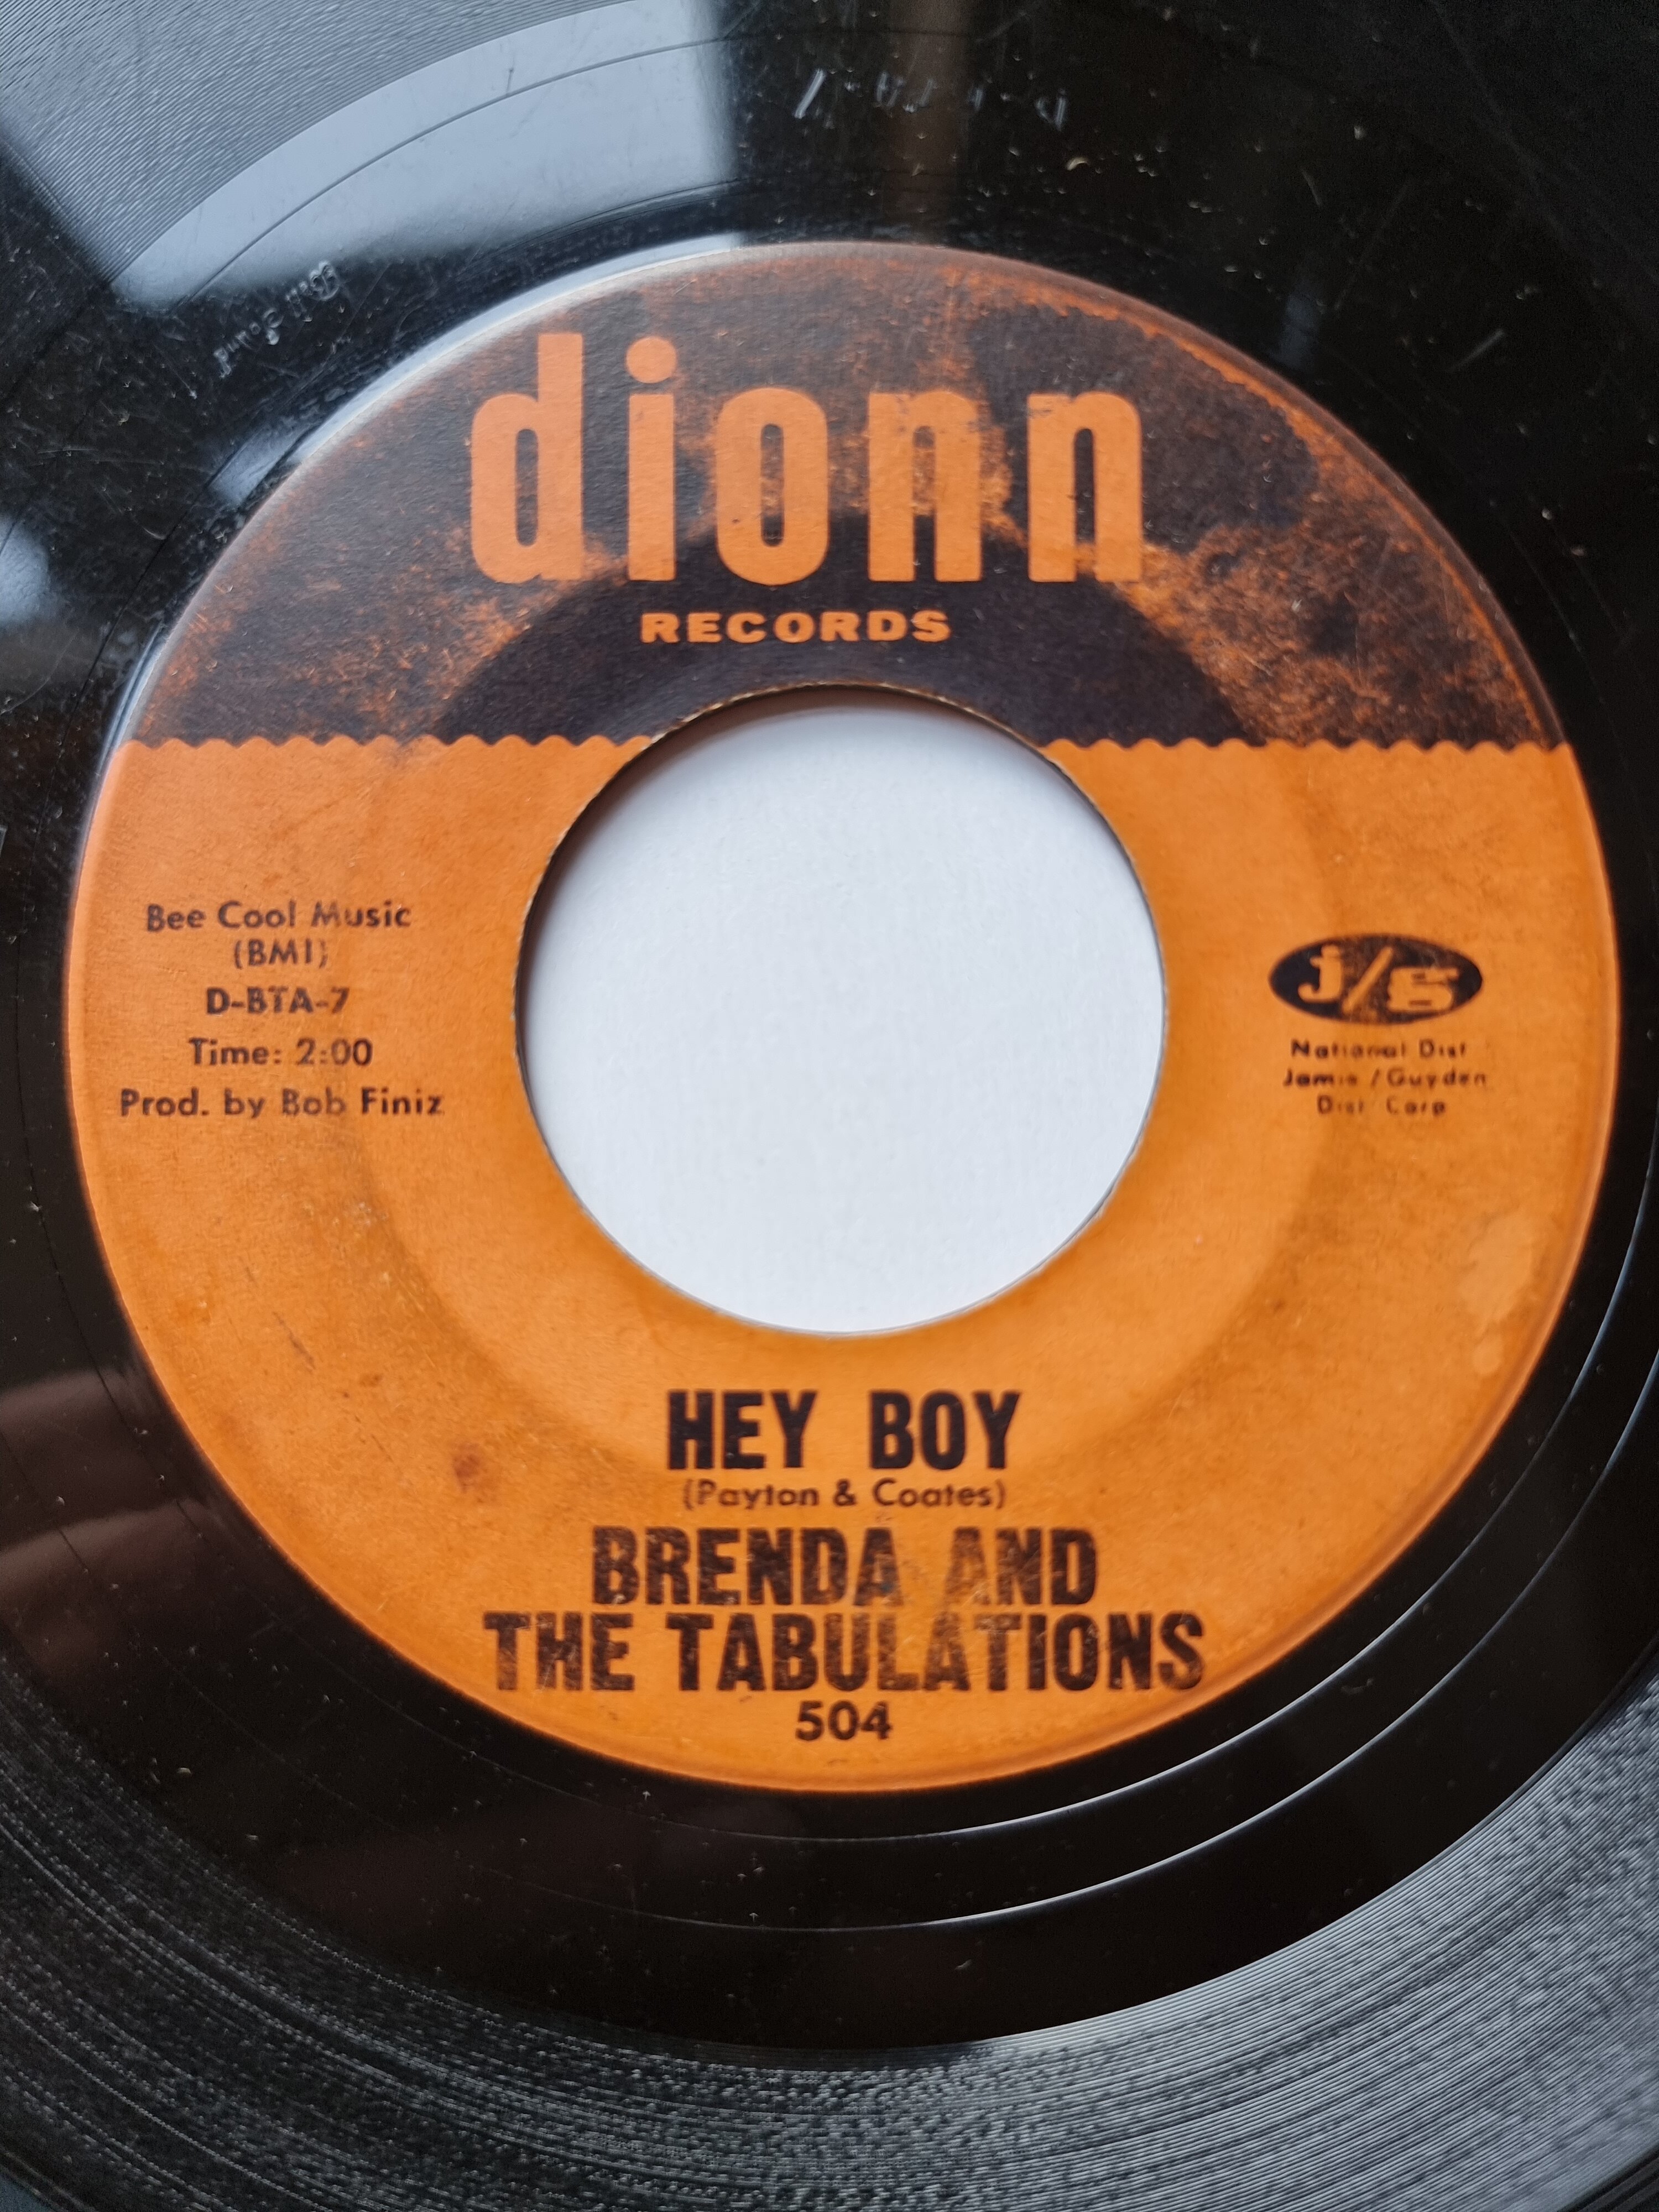 dionn
RECORDS
Bee Cool Music
(BMI)
D-BTA-7
Time: 2:00
Prod. by Bob Finiz
j/g
National Dist
Jamie/Guyden
Dist Corp
HEY BOY
(Payton & Coates)
BRENDA AND
THE TABULATIONS
504